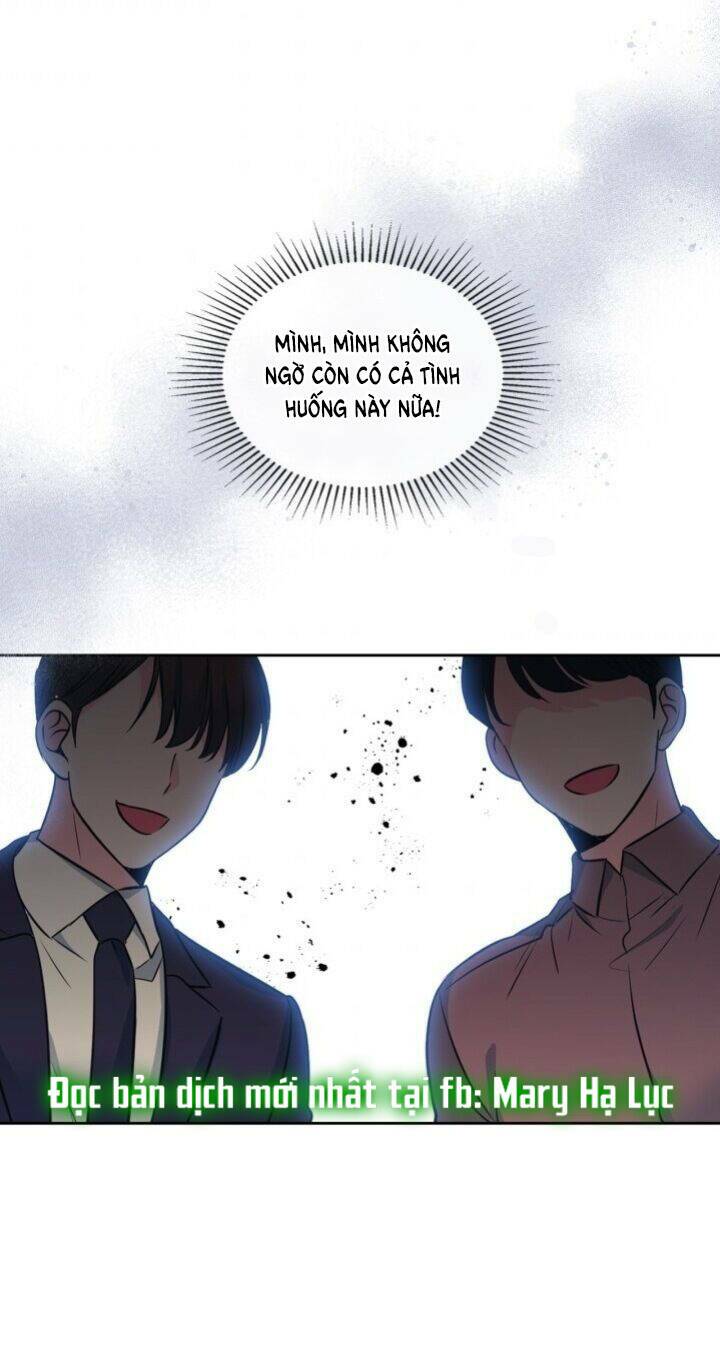 MÌNH, MÌNH KHÔNG
NGỜ CÒN CÓ CẢ TÌNH
HUỐNG NÀY NỮA!
Đọc bản dịch mới nhất tại fb: Mary Hạ Lục